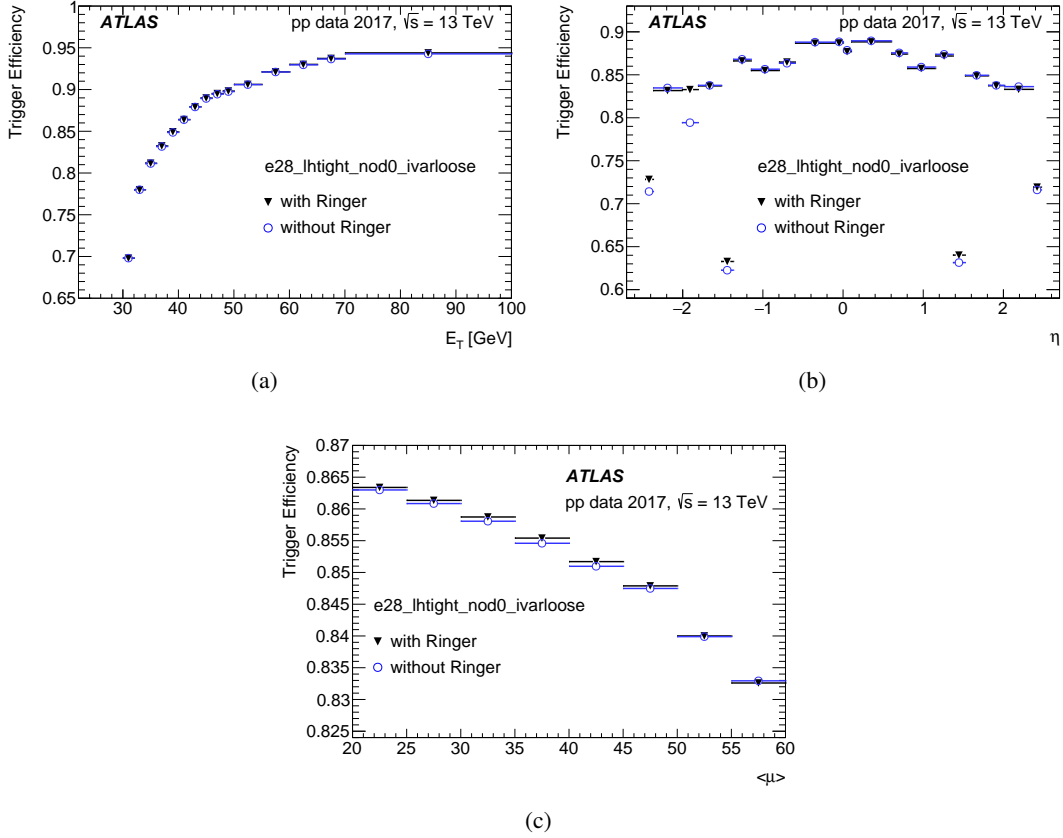 ATLAS
pp data 2017, √s = 13 TeV
Trigger Efficiency
1
0.95
0.9
0.85
0.8
0.75
0.7
0.65
e28_lhtight_nod0_ivarloose
with Ringer
without Ringer
30 40 50 60 70 80 90 100
E_T [GeV]
(a)
ATLAS
pp data 2017, √s = 13 TeV
Trigger Efficiency
0.9
0.85
0.8
0.75
0.7
0.65
0.6
e28_lhtight_nod0_ivarloose
with Ringer
without Ringer
−2 −1 0 1 2
η
(b)
ATLAS
pp data 2017, √s = 13 TeV
Trigger Efficiency
0.87
0.865
0.86
0.855
0.85
0.845
0.84
0.835
0.83
0.825
e28_lhtight_nod0_ivarloose
with Ringer
without Ringer
20 25 30 35 40 45 50 55 60
<μ>
(c)